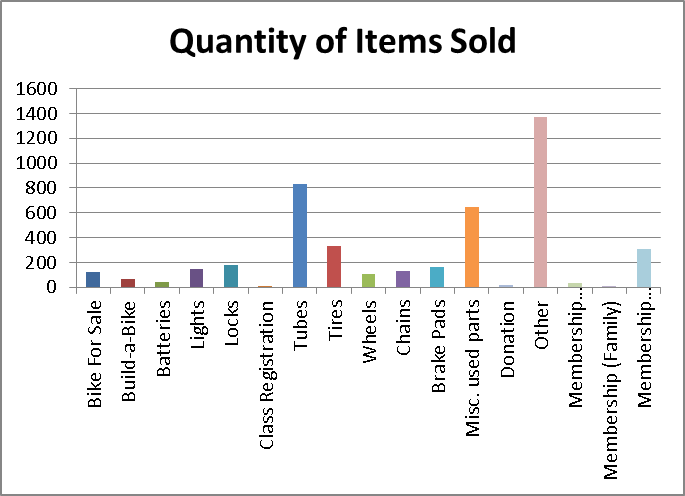 Quantity of Items Sold
1600
1400
1200
1000
800
600
400
200
0
Bike For Sale
Build-a-Bike
Batteries
Lights
Locks
Class Registration
Tubes
Tires
Wheels
Chains
Brake Pads
Misc. used parts
Donation
Other
Membership...
Membership (Family)
Membership...